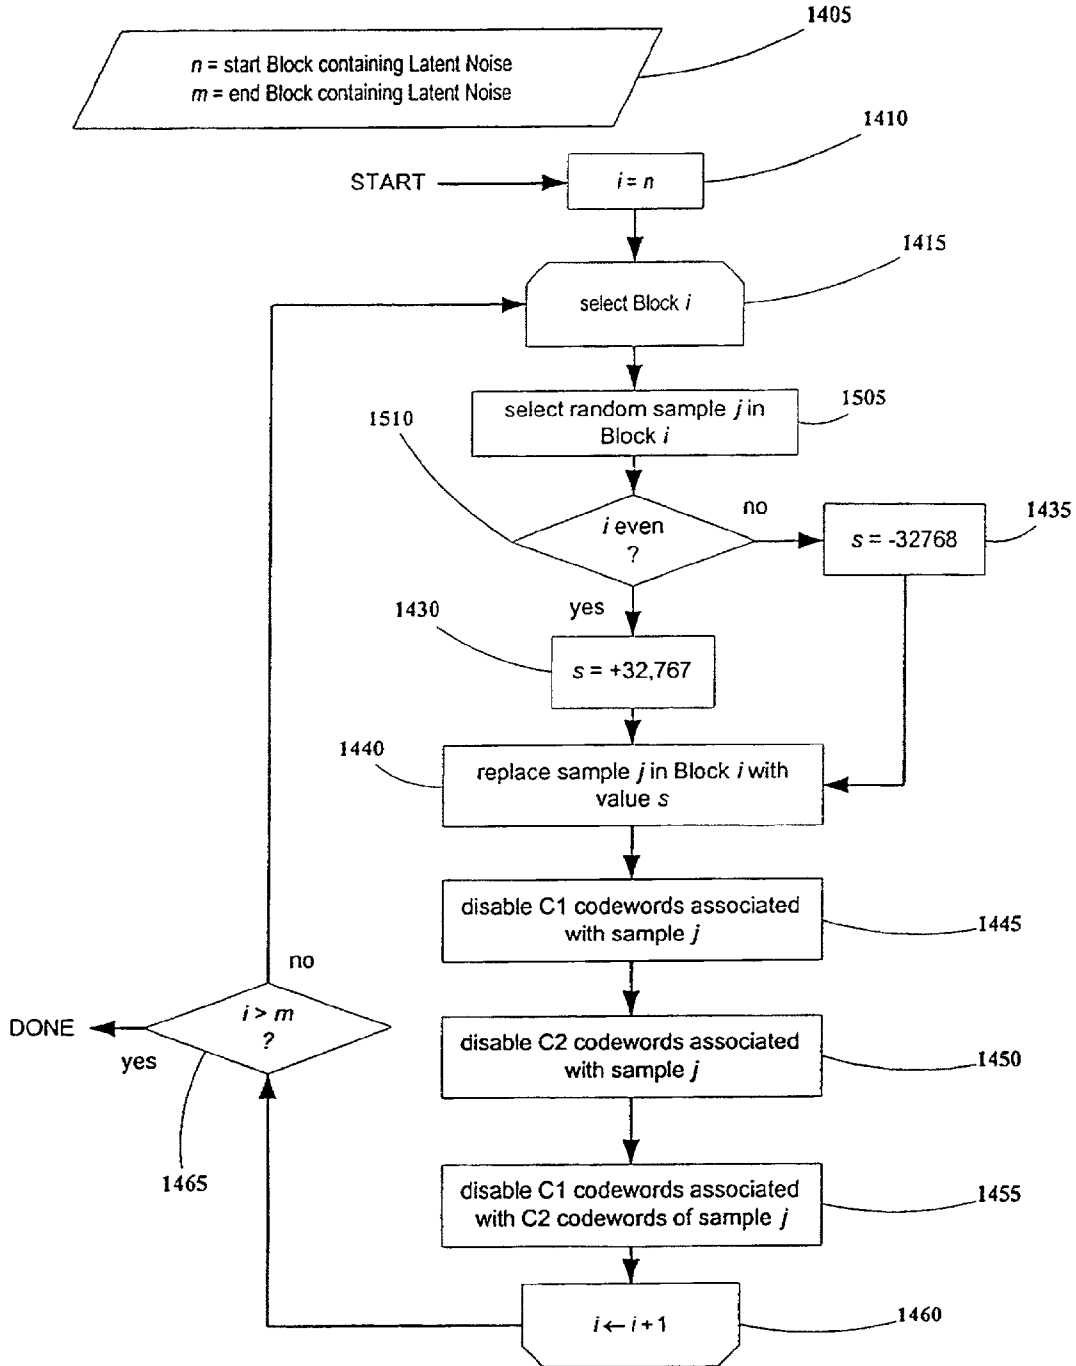 1405
n = start Block containing Latent Noise
m = end Block containing Latent Noise
1410
START
i = n
1415
select Block i
1505
select random sample j in
Block i
1510
i even
?
no
1435
s = -32768
yes
1430
s = +32,767
1440
replace sample j in Block i with
value s
disable C1 codewords associated
with sample j
1445
no
i > m
?
DONE
yes
disable C2 codewords associated
with sample j
1450
1465
disable C1 codewords associated
with C2 codewords of sample j
1455
i ← i + 1
1460